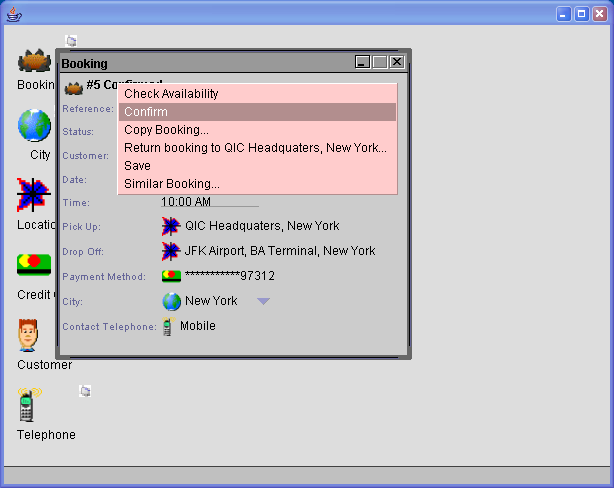 Booking
#5 Confirmed
Check Availability
Confirm
Copy Booking...
Return booking to QIC Headquaters, New York...
Save
Similar Booking...
Reference:
Status:
Customer:
Date:
Time: 10:00 AM
Pick Up: QIC Headquaters, New York
Drop Off: JFK Airport, BA Terminal, New York
Payment Method: ***********97312
City: New York
Contact Telephone: Mobile
Bookin
City
Locatio
Credit
Customer
Telephone